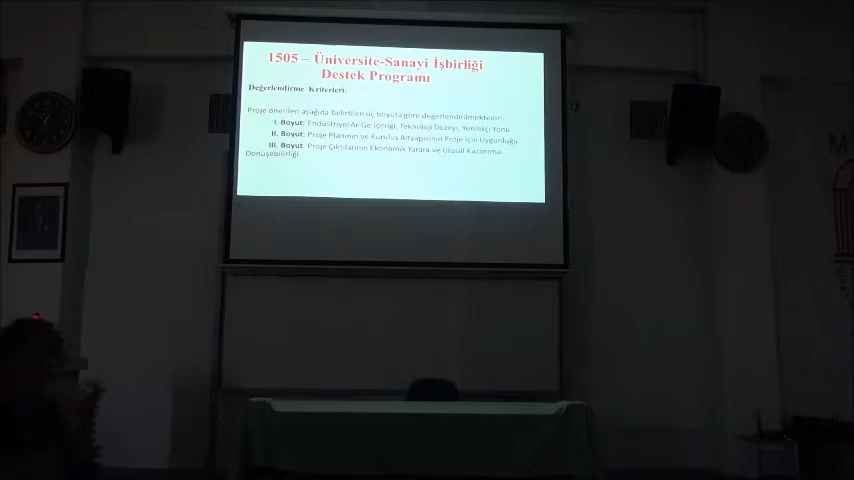 1505 – Üniversite-Sanayi İşbirliği
Destek Programı
Değerlendirme Kriterleri:
Proje önerileri aşağıda belirtilen üç boyuta göre değerlendirilmektedir:
I. Boyut: Endüstriyel Ar-Ge İçeriği, Teknoloji Düzeyi, Yenilikçi Yönü
II. Boyut: Proje Planının ve Kuruluş Altyapısının Proje İçin Uygunluğu
III. Boyut Proje Çıktılarının Ekonomik Yarara ve Ulusal Kazanıma
Dönüşebilirliği
M